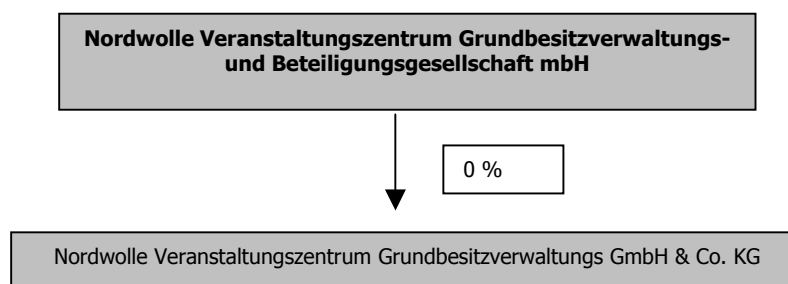 Nordwolle Veranstaltungszentrum Grundbesitzverwaltungs-
und Beteiligungsgesellschaft mbH
0 %
Nordwolle Veranstaltungszentrum Grundbesitzverwaltungs GmbH & Co. KG